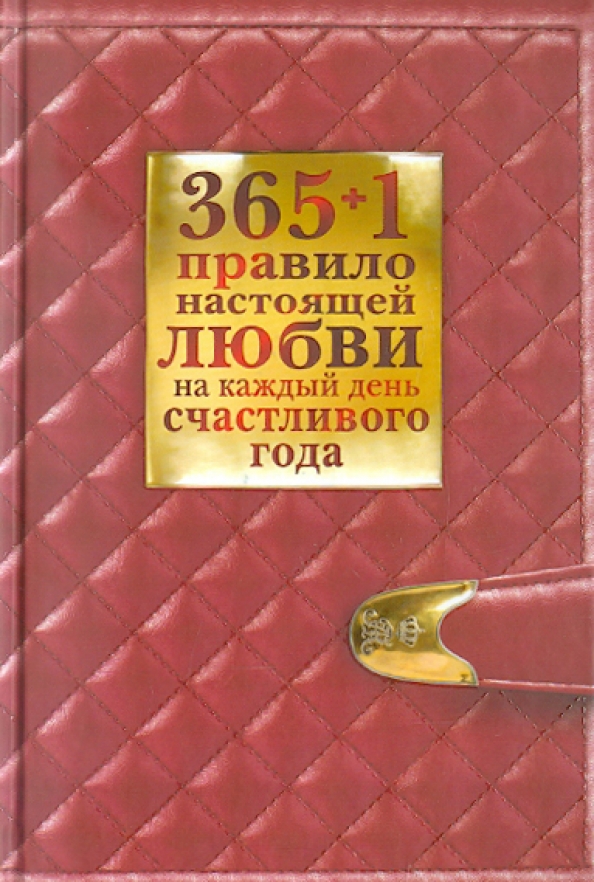 365+1
правило
настоящей
ЛЮБВИ
на каждый день
счастливого
года